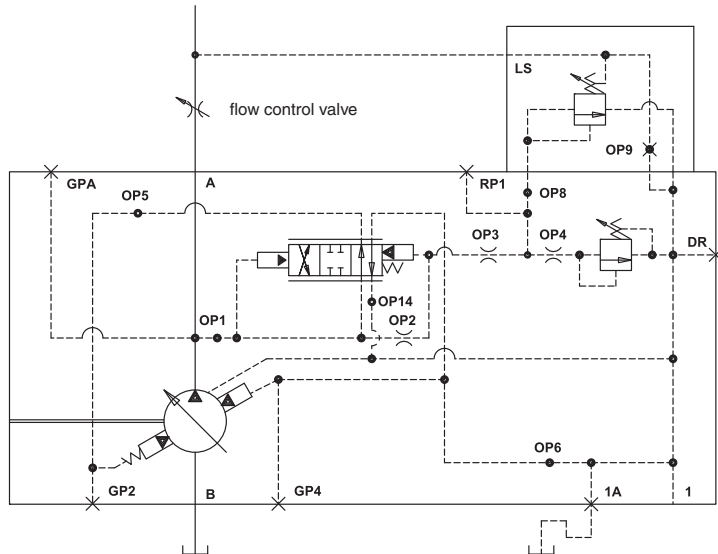 LS
flow control valve
OP9
GPA
A
RP1
OP5
OP8
OP3
OP4
DR
OP14
OP1
OP2
OP6
GP2
B
GP4
1A
1